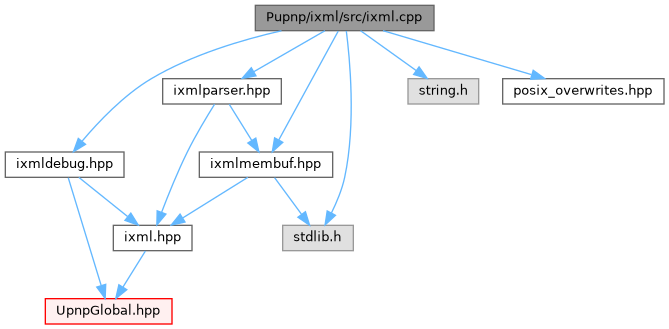 Pupnp/ixml/src/ixml.cpp
ixmlparser.hpp
string.h
posix_overwrites.hpp
ixmldebug.hpp
ixmlmembuf.hpp
ixml.hpp
stdlib.h
UpnpGlobal.hpp